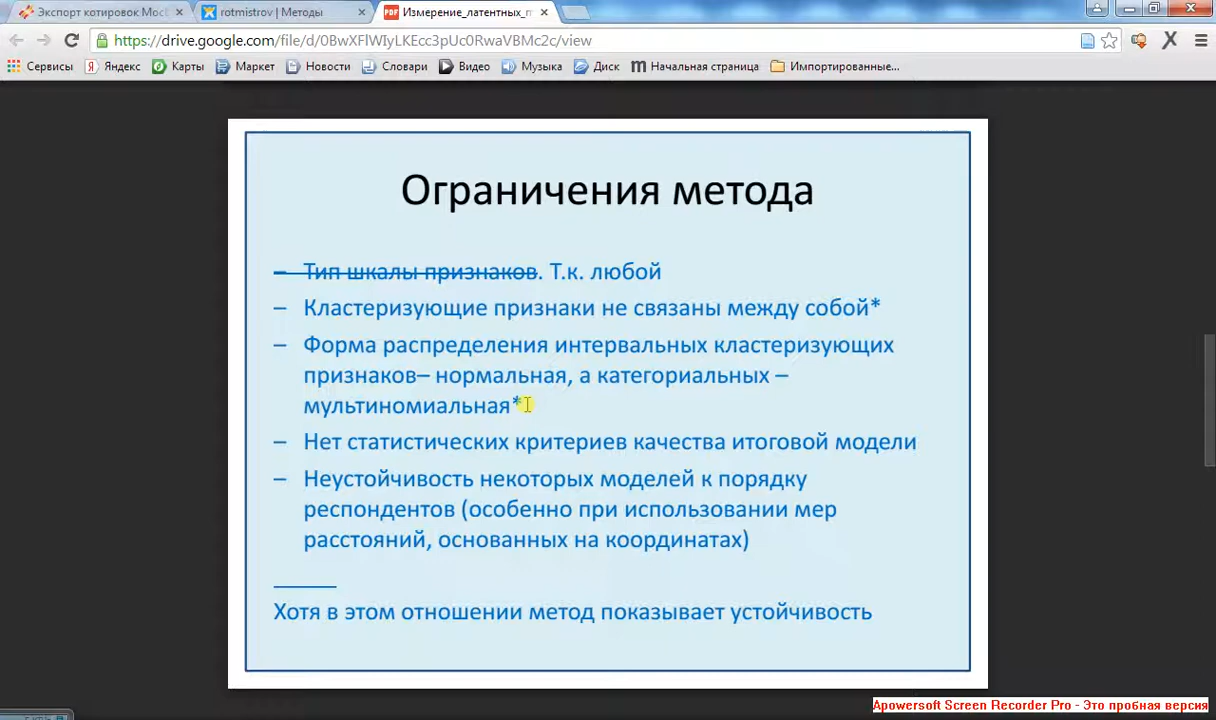 Экспорт котировок Мосб
rotmistrov | Методы
PDF Измерение_латентных_п
https://drive.google.com/file/d/0BwXFlWIyLKEcc3pUc0RwaVBMc2c/view
Сервисы Яндекс Карты Маркет Новости Словари Видео Музыка Диск Начальная страница Импортированные...
Ограничения метода
– Тип шкалы признаков. Т.к. любой
– Кластеризующие признаки не связаны между собой*
– Форма распределения интервальных кластеризующих
признаков– нормальная, а категориальных –
мультиномиальная*
– Нет статистических критериев качества итоговой модели
– Неустойчивость некоторых моделей к порядку
респондентов (особенно при использовании мер
расстояний, основанных на координатах)
Хотя в этом отношении метод показывает устойчивость
Apowersoft Screen Recorder Pro - Это пробная версия